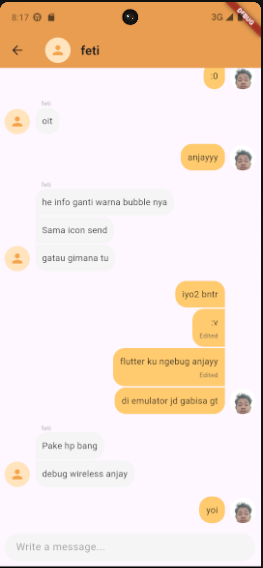 8:17
3G
DEBUG
feti
:0
feti
oit
anjayyy
feti
he info ganti warna bubble nya
Sama icon send
gatau gimana tu
iyo2 bntr
:v
Edited
flutter ku ngebug anjayy
Edited
di emulator jd gabisa gt
feti
Pake hp bang
debug wireless anjay
yoi
Write a message...